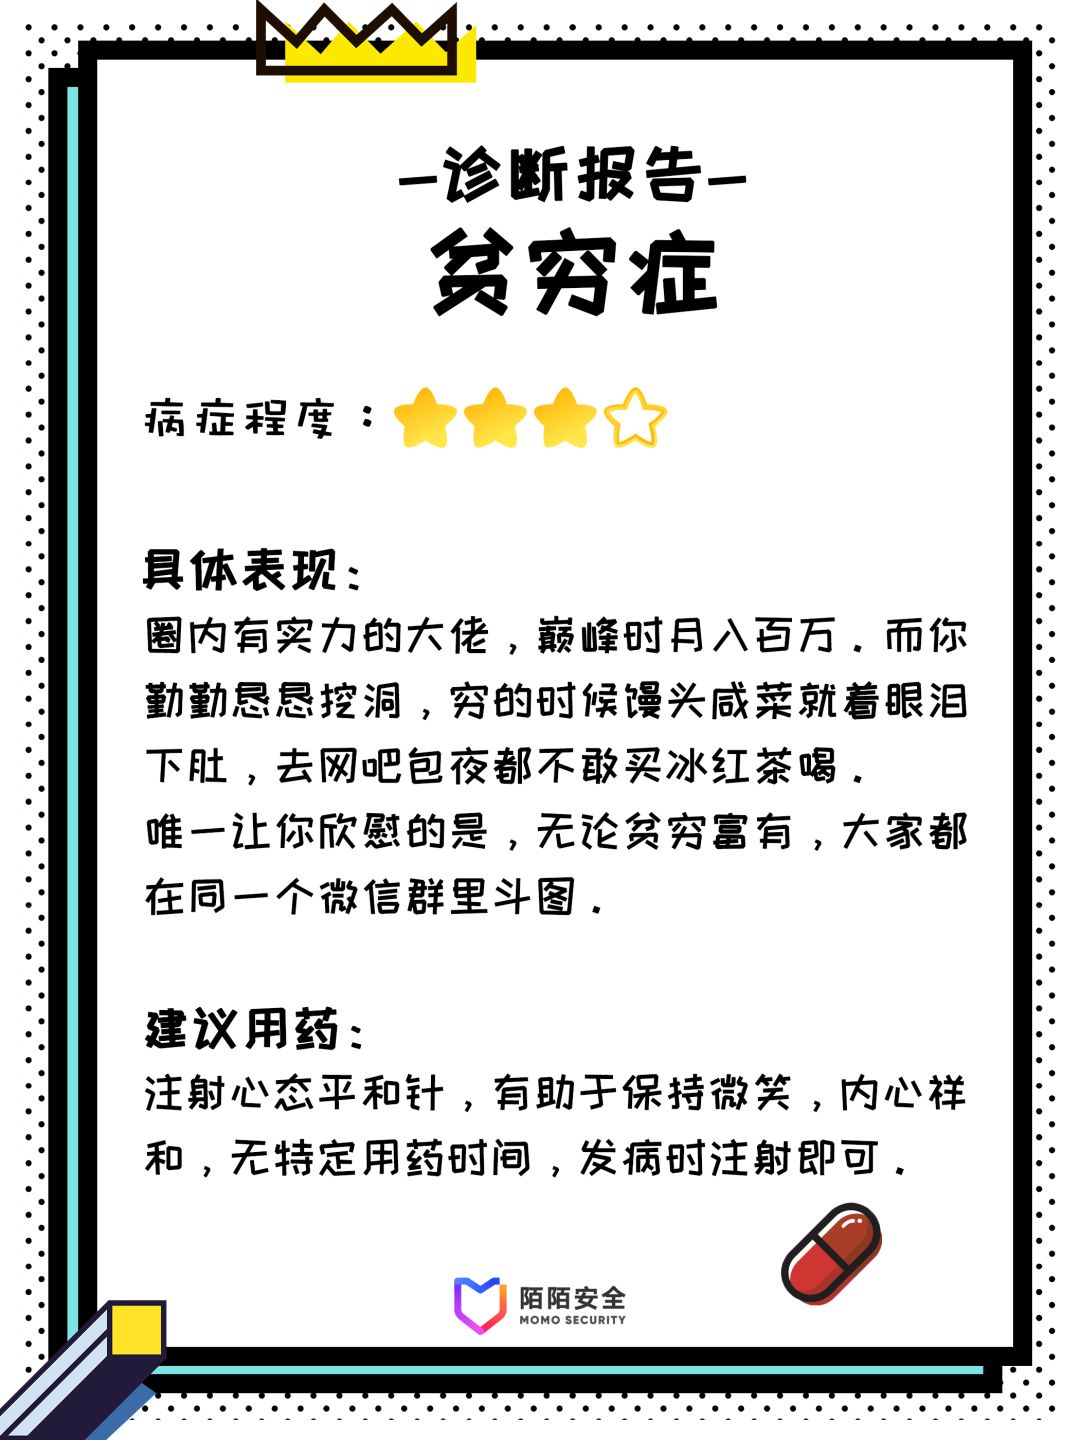 —诊断报告—
贫穷症
病症程度：
具体表现：
圈内有实力的大佬，巅峰时月入百万．而你
勤勤恳恳挖洞，穷的时候馒头咸菜就着眼泪
下肚，去网吧包夜都不敢买冰红茶喝．
唯一让你欣慰的是，无论贫穷富有，大家都
在同一个微信群里斗图．
建议用药：
注射心态平和针，有助于保持微笑，内心祥
和，无特定用药时间，发病时注射即可．
陌陌安全
MOMO SECURITY